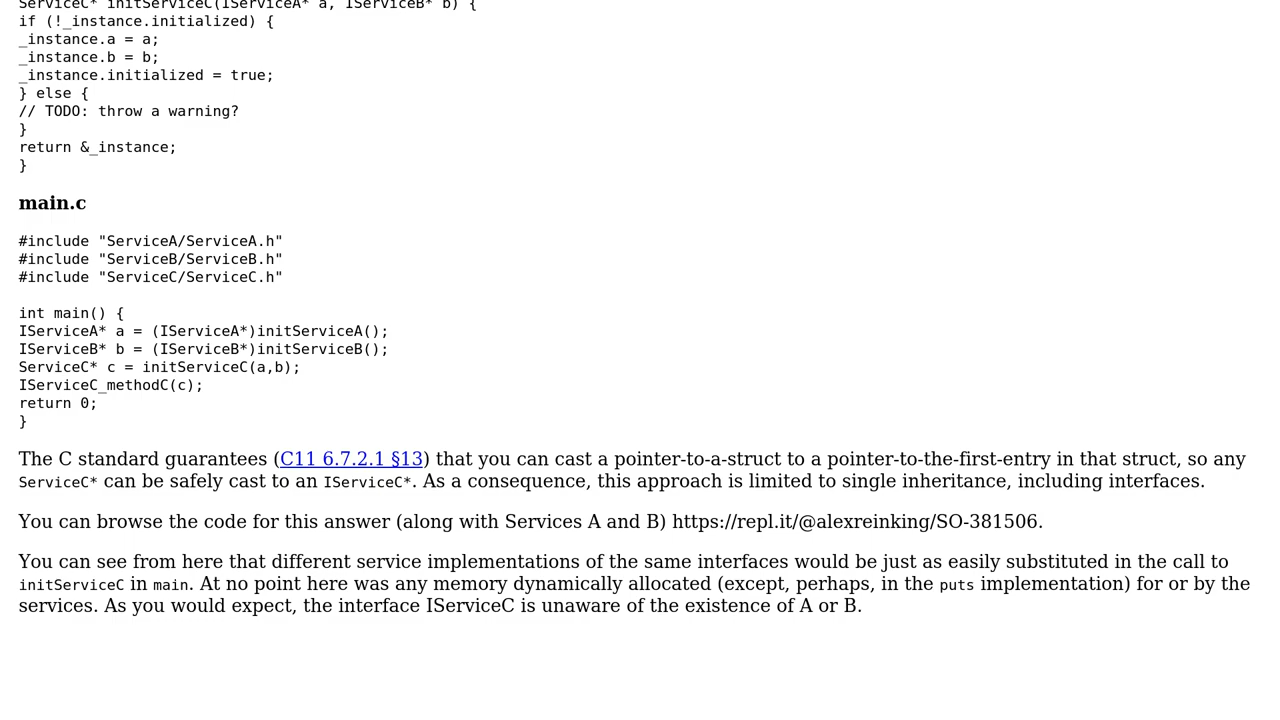 ServiceC* initServiceC(IServiceA* a, IServiceB* b) {
if (!_instance.initialized) {
_instance.a = a;
_instance.b = b;
_instance.initialized = true;
} else {
// TODO: throw a warning?
}
return &_instance;
}
main.c
#include "ServiceA/ServiceA.h"
#include "ServiceB/ServiceB.h"
#include "ServiceC/ServiceC.h"
int main() {
IServiceA* a = (IServiceA*)initServiceA();
IServiceB* b = (IServiceB*)initServiceB();
ServiceC* c = initServiceC(a,b);
IServiceC_methodC(c);
return 0;
}
The C standard guarantees (C11 6.7.2.1 §13) that you can cast a pointer-to-a-struct to a pointer-to-the-first-entry in that struct, so any
ServiceC* can be safely cast to an IServiceC*. As a consequence, this approach is limited to single inheritance, including interfaces.
You can browse the code for this answer (along with Services A and B) https://repl.it/@alexreinking/SO-381506.
You can see from here that different service implementations of the same interfaces would be just as easily substituted in the call to
initServiceC in main. At no point here was any memory dynamically allocated (except, perhaps, in the puts implementation) for or by the
services. As you would expect, the interface IServiceC is unaware of the existence of A or B.